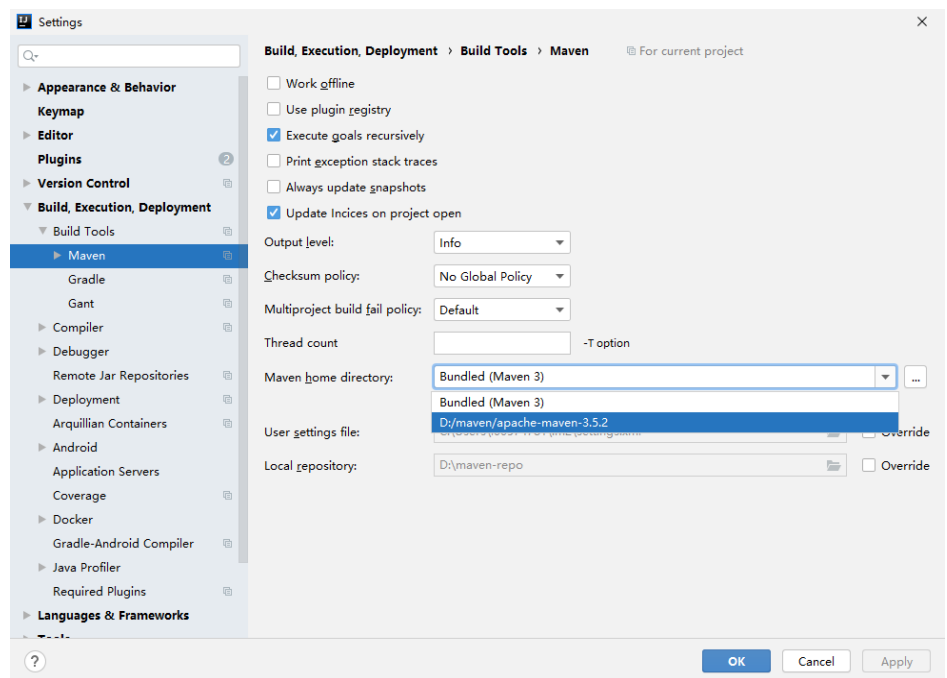 Settings
Appearance & Behavior
Keymap
Editor
Plugins 2
Version Control
Build, Execution, Deployment
Build Tools
Maven
Gradle
Gant
Compiler
Debugger
Remote Jar Repositories
Deployment
Arquillian Containers
Android
Application Servers
Coverage
Docker
Gradle-Android Compiler
Java Profiler
Required Plugins
Languages & Frameworks
Tools
Build, Execution, Deployment › Build Tools › Maven For current project
Work offline
Use plugin registry
Execute goals recursively
Print exception stack traces
Always update snapshots
Update Incices on project open
Output level: Info
Checksum policy: No Global Policy
Multiproject build fail policy: Default
Thread count -T option
Maven home directory: Bundled (Maven 3) ...
Bundled (Maven 3)
D:/maven/apache-maven-3.5.2
User settings file: Override
Local repository: D:\maven-repo Override
? OK Cancel Apply